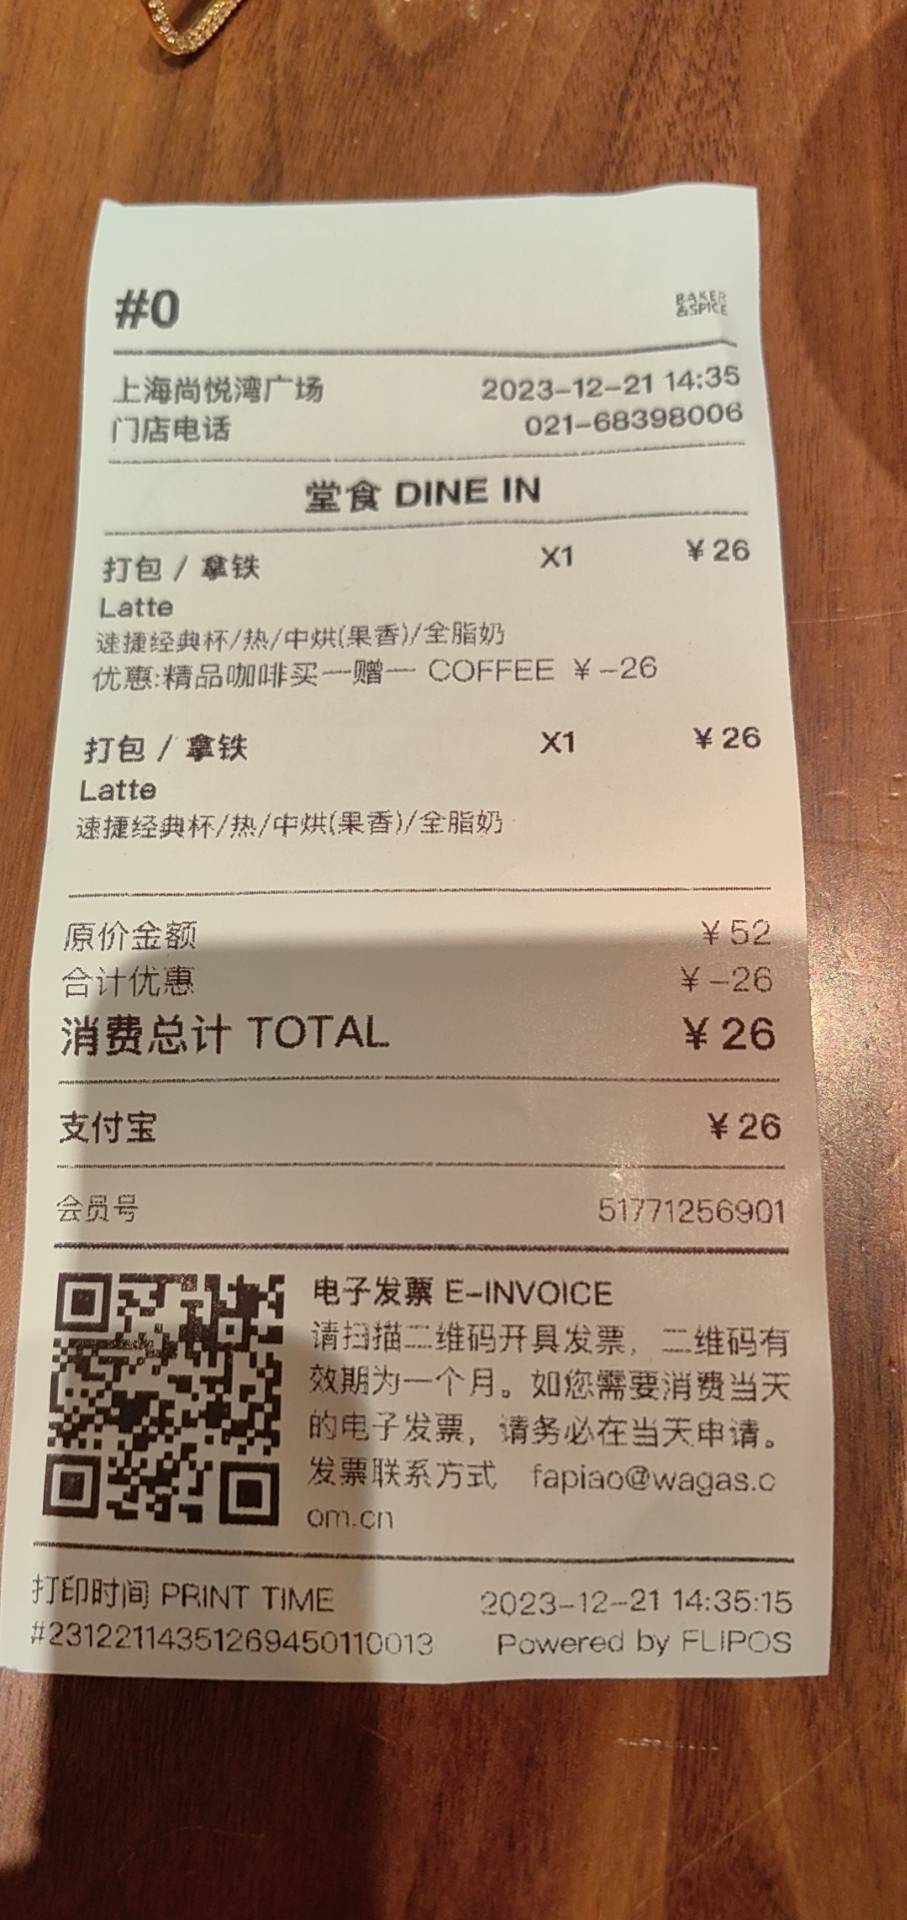 #0
BAKER
&SPICE
上海尚悦湾广场 2023-12-21 14:35
门店电话 021-68398006
堂食 DINE IN
打包 / 拿铁 X1 ¥26
Latte
速捷经典杯/热/中烘(果香)/全脂奶
优惠:精品咖啡买一赠一 COFFEE ¥-26
打包 / 拿铁 X1 ¥26
Latte
速捷经典杯/热/中烘(果香)/全脂奶
原价金额 ¥52
合计优惠 ¥-26
消费总计 TOTAL ¥26
支付宝 ¥26
会员号 51771256901
电子发票 E-INVOICE
请扫描二维码开具发票，二维码有
效期为一个月。如您需要消费当天
的电子发票，请务必在当天申请。
发票联系方式 fapiao@wagas.c
om.cn
打印时间 PRINT TIME 2023-12-21 14:35:15
#231221143512694501​10013 Powered by FLIPOS